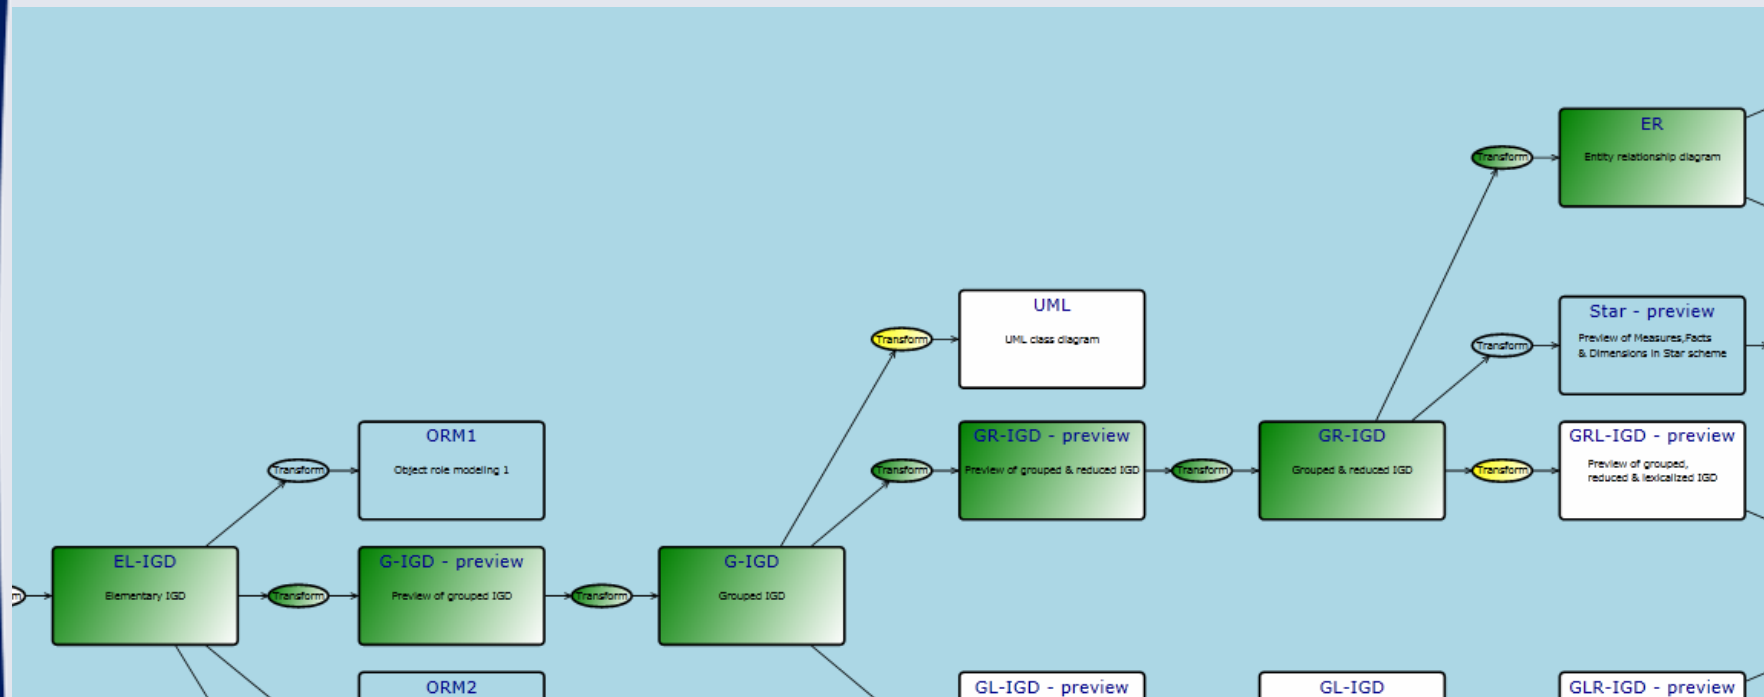 ER
Transform
Entity relationship diagram
UML
Transform
UML class diagram
Star - preview
Transform
Preview of Measures,Facts
& Dimensions in Star scheme
ORM1
Transform
Object role modeling 1
GR-IGD - preview
Transform
Preview of grouped & reduced IGD
Transform
GR-IGD
Grouped & reduced IGD
Transform
GRL-IGD - preview
Preview of grouped,
reduced & lexicalized IGD
EL-IGD
Elementary IGD
Transform
G-IGD - preview
Preview of grouped IGD
Transform
G-IGD
Grouped IGD
ORM2
GL-IGD - preview
GL-IGD
GLR-IGD - preview